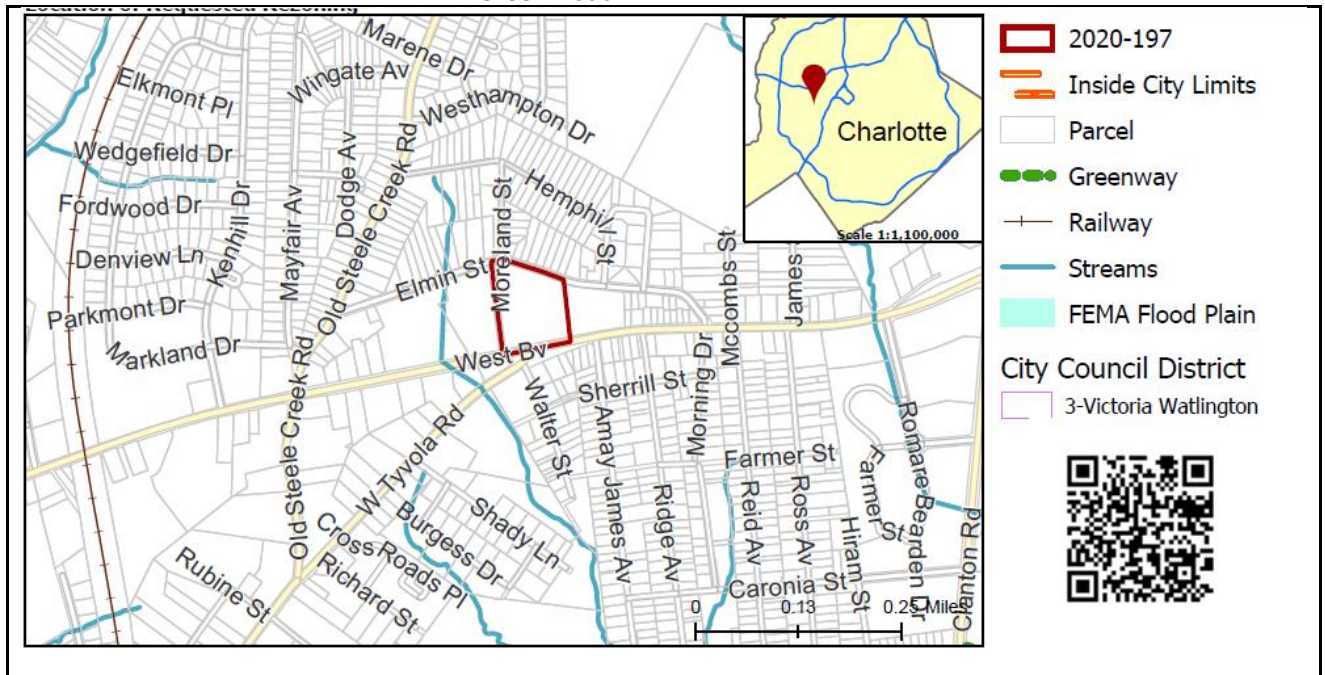 Location of Requested Rezoning
Marene Dr
Wingate Av
Elkmont Pl
Westhampton Dr
Wedgefield Dr
Dodge Av
Old Steele Creek Rd
Hemphill St
Moreland St
Fordwood Dr
Kenhill Dr
Mayfair Av
Denview Ln
Elmin St
Parkmont Dr
Markland Dr
Old Steele Creek Rd
West Bv
Mccombs St
James
Morning Dr
Sherrill St
Walter St
Amay James Av
W Tyvola Rd
Farmer St
Farmer St
Romare Bearden Dr
Ridge Av
Reid Av
Ross Av
Hiram St
Shady Ln
Burgess Dr
Cross Roads Pl
Richard St
Rubine St
Caronia St
Clanton Rd
0 0.13 0.25 Miles
Charlotte
Scale 1:1,100,000
2020-197
Inside City Limits
Parcel
Greenway
Railway
Streams
FEMA Flood Plain
City Council District
3-Victoria Watlington